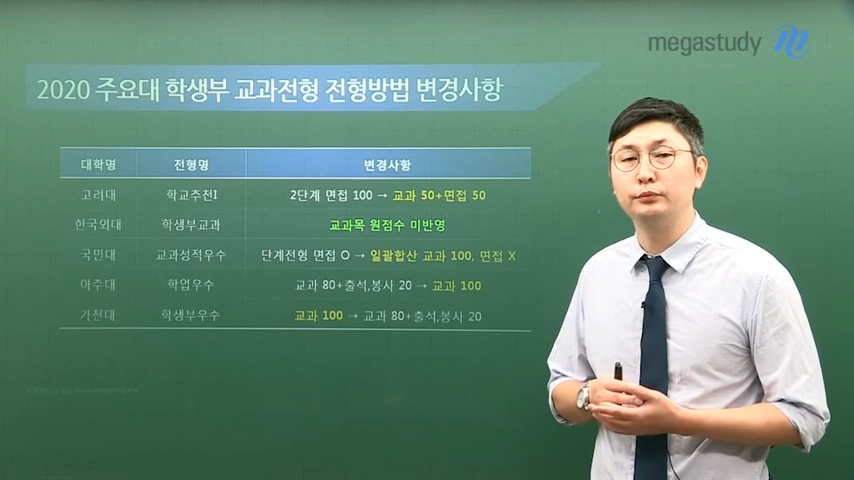 megastudy
2020 주요대 학생부 교과전형 전형방법 변경사항
대학명 전형명 변경사항
고려대 학교추천Ⅰ 2단계 면접 100 → 교과 50+면접 50
한국외대 학생부교과 교과목 원점수 미반영
국민대 교과성적우수 단계전형 면접 O → 일괄합산 교과 100, 면접 X
아주대 학업우수 교과 80+출석,봉사 20 → 교과 100
가천대 학생부우수 교과 100 → 교과 80+출석,봉사 20